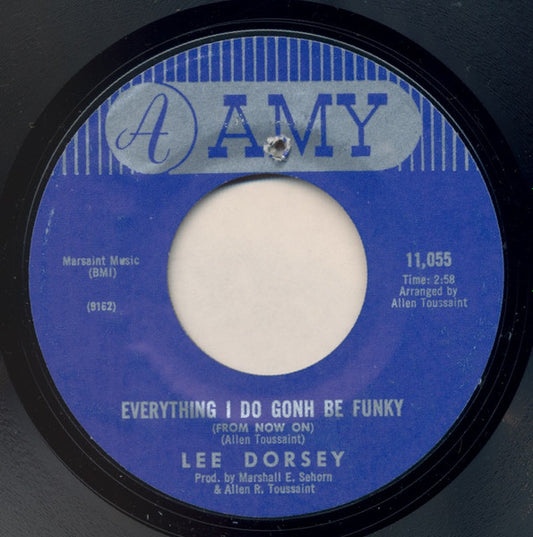 A AMY
Marsaint Music
(BMI)
(9162)
11,055
Time: 2:58
Arranged by
Allen Toussaint
EVERYTHING I DO GONH BE FUNKY
(FROM NOW ON)
(Allen Toussaint)
LEE DORSEY
Prod. by Marshall E. Sehorn
& Allen R. Toussaint